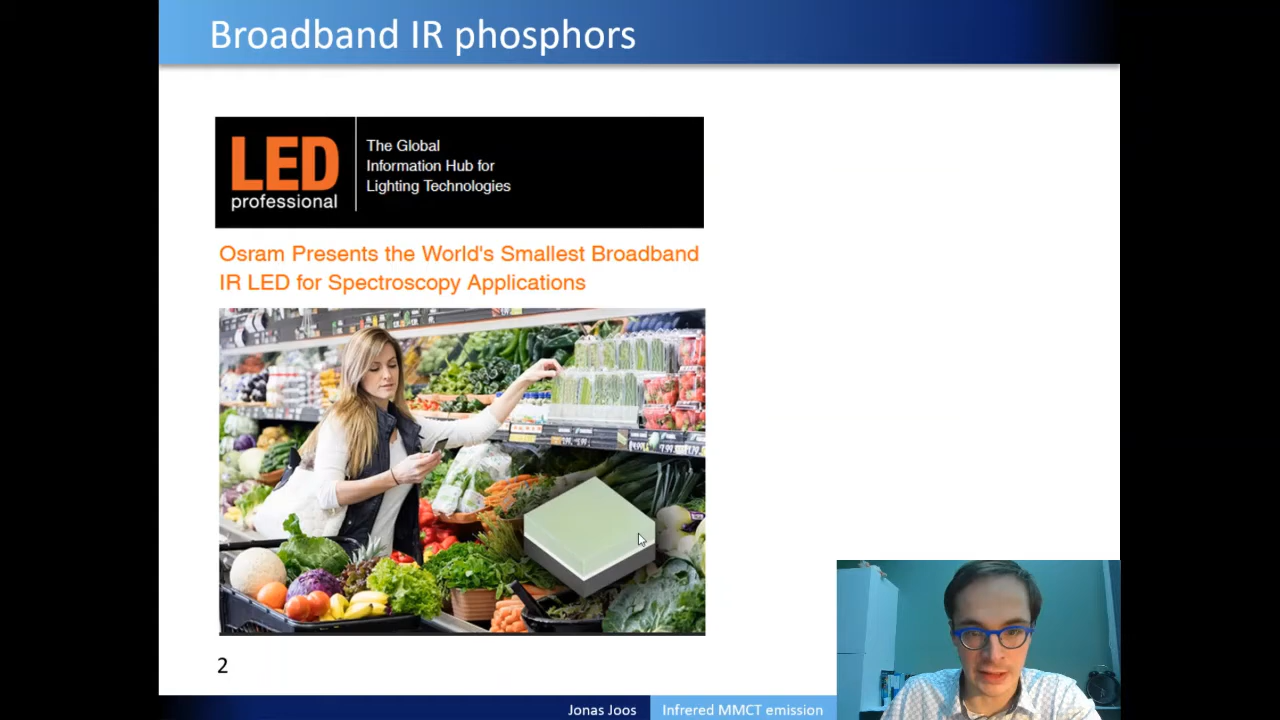 Broadband IR phosphors
LED
professional
The Global
Information Hub for
Lighting Technologies
Osram Presents the World's Smallest Broadband
IR LED for Spectroscopy Applications
2
Jonas Joos
Infrered MMCT emission